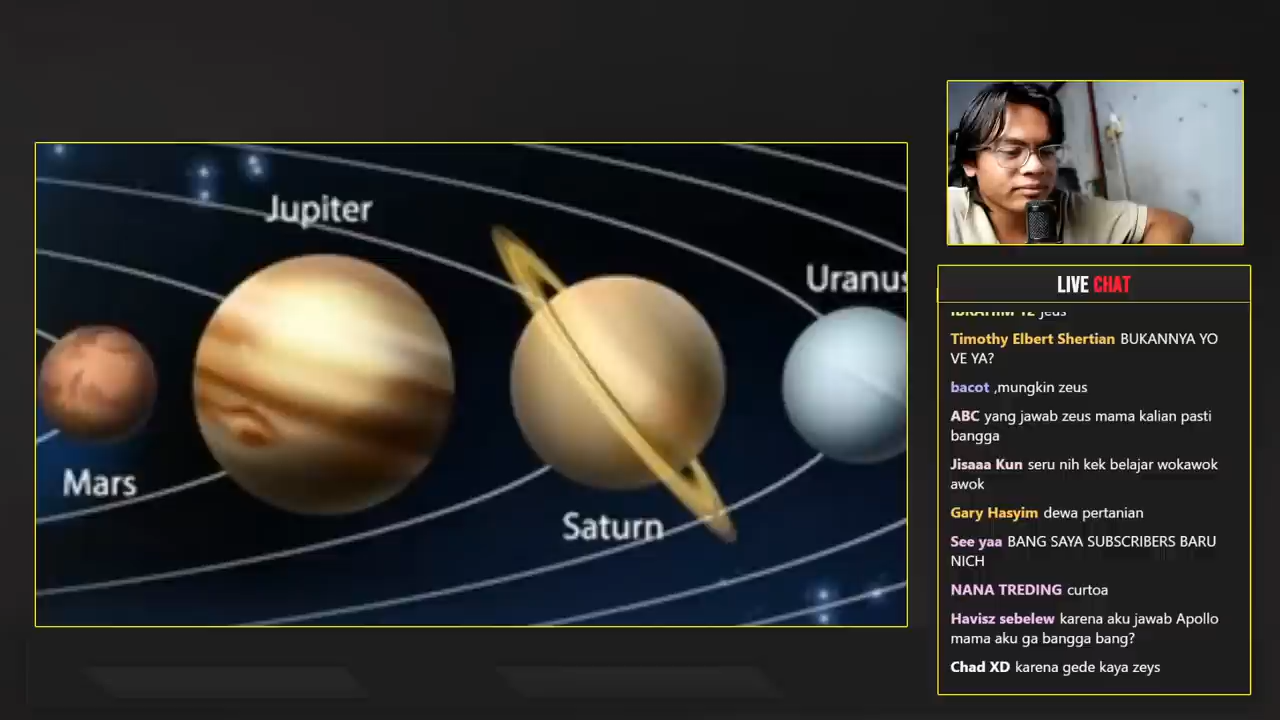 Jupiter
Uranus
Mars
Saturn
LIVE CHAT
IBRAHIM 12 jeus
Timothy Elbert Shertian BUKANNYA YO
VE YA?
bacot ,mungkin zeus
ABC yang jawab zeus mama kalian pasti
bangga
Jisaaa Kun seru nih kek belajar wokawok
awok
Gary Hasyim dewa pertanian
See yaa BANG SAYA SUBSCRIBERS BARU
NICH
NANA TREDING curtoa
Havisz sebelew karena aku jawab Apollo
mama aku ga bangga bang?
Chad XD karena gede kaya zeys